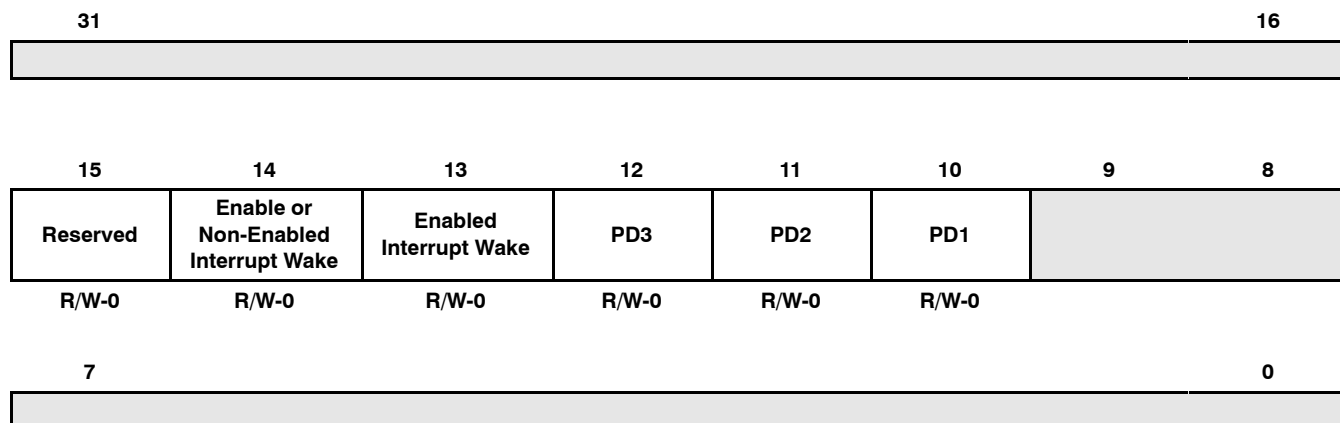 31 16
15 14 13 12 11 10 9 8
Reserved
Enable or
Non-Enabled
Interrupt Wake
Enabled
Interrupt Wake
PD3
PD2
PD1
R/W-0 R/W-0 R/W-0 R/W-0 R/W-0 R/W-0
7 0